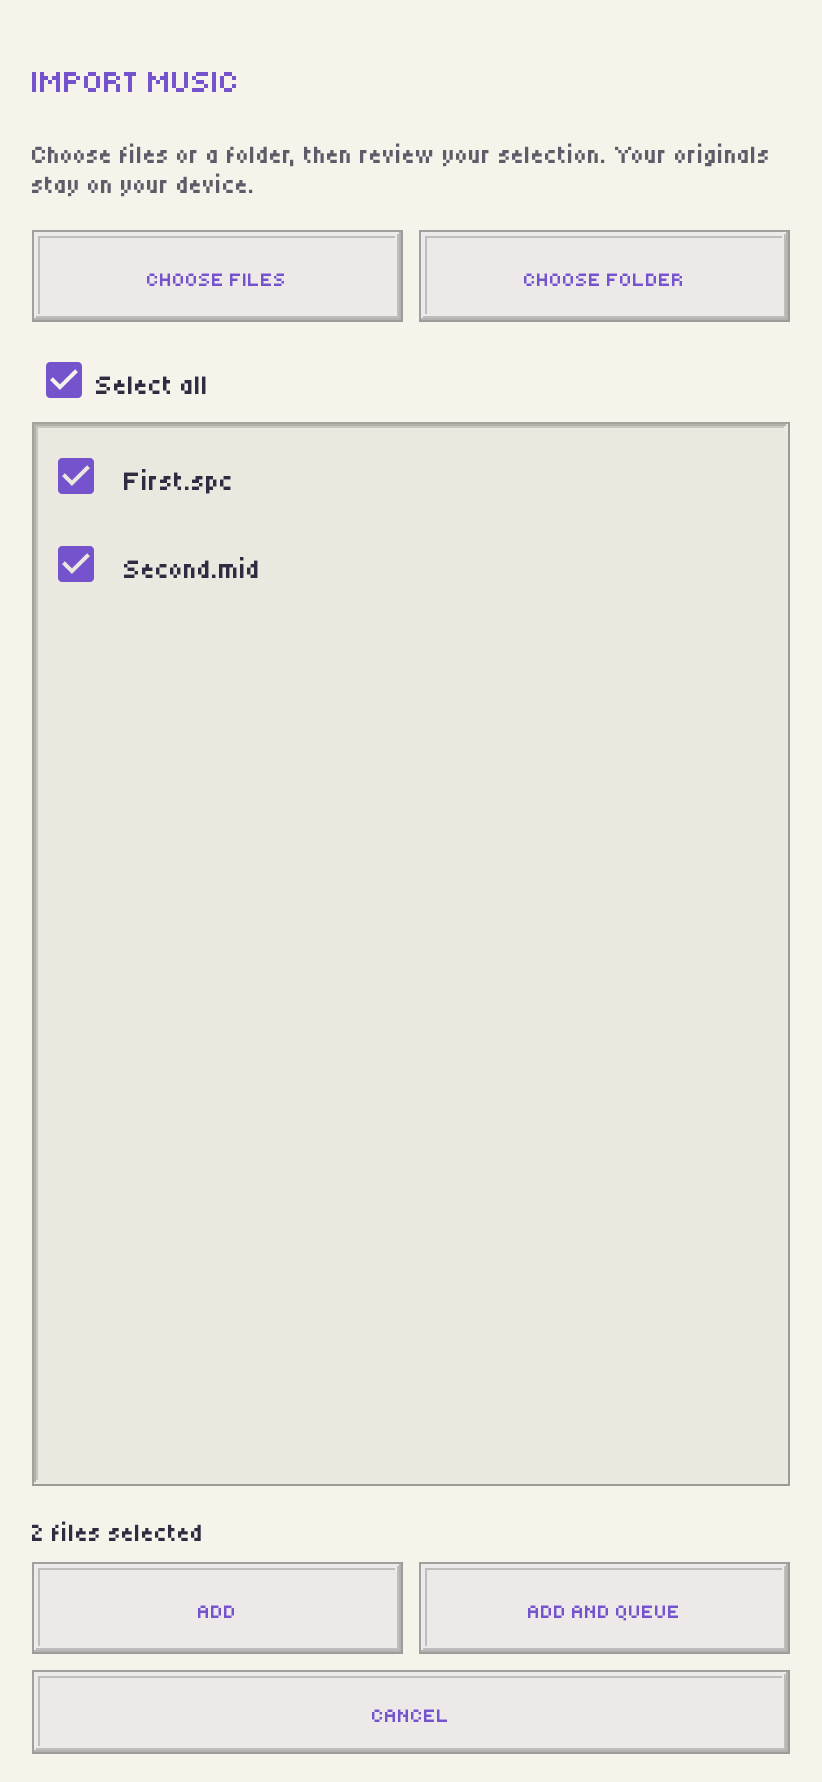 IMPORT MUSIC
Choose files or a folder, then review your selection. Your originals
stay on your device.
CHOOSE FILES
CHOOSE FOLDER
Select all
First.spc
Second.mid
2 files selected
ADD
ADD AND QUEUE
CANCEL